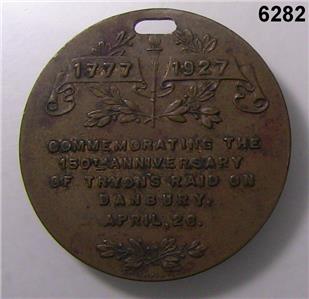 6282
1777 1927
COMMEMORATING THE
150TH ANNIVERSARY
OF TRYON'S RAID ON
DANBURY.
APRIL, 26.